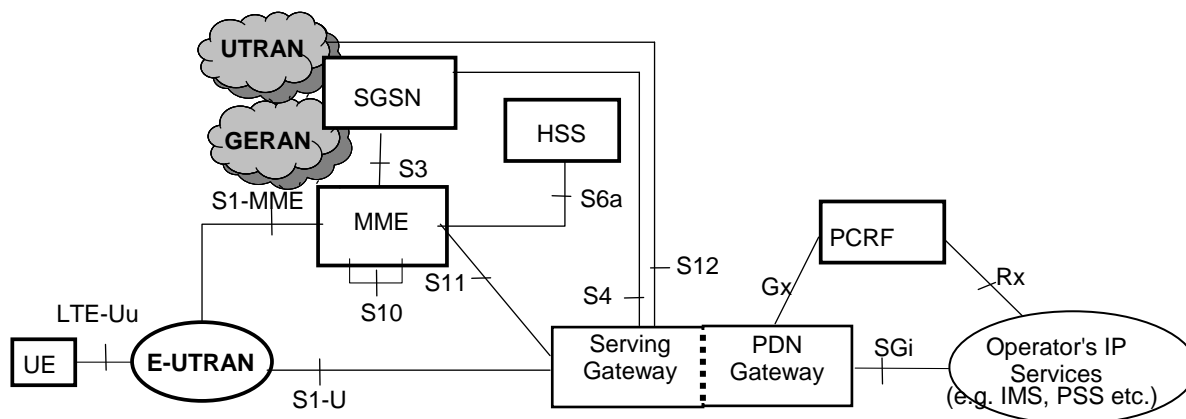 UTRAN
SGSN
GERAN
HSS
S3
S1-MME
S6a
MME
PCRF
S12
S11
S4
Gx
Rx
S10
LTE-Uu
UE
E-UTRAN
Serving
Gateway
PDN
Gateway
SGi
Operator's IP
Services
(e.g. IMS, PSS etc.)
S1-U